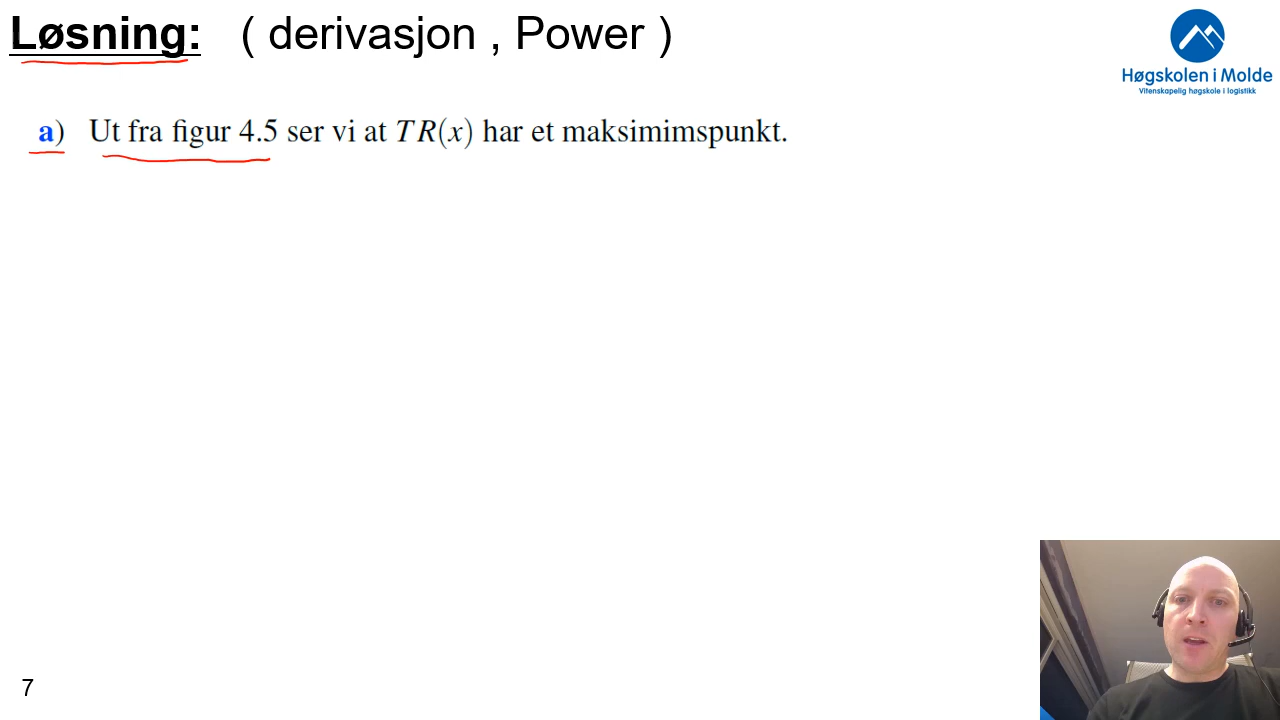 Løsning: ( derivasjon , Power )
Høgskolen i Molde
Vitenskapelig høgskole i logistikk
a) Ut fra figur 4.5 ser vi at TR(x) har et maksimimspunkt.
7